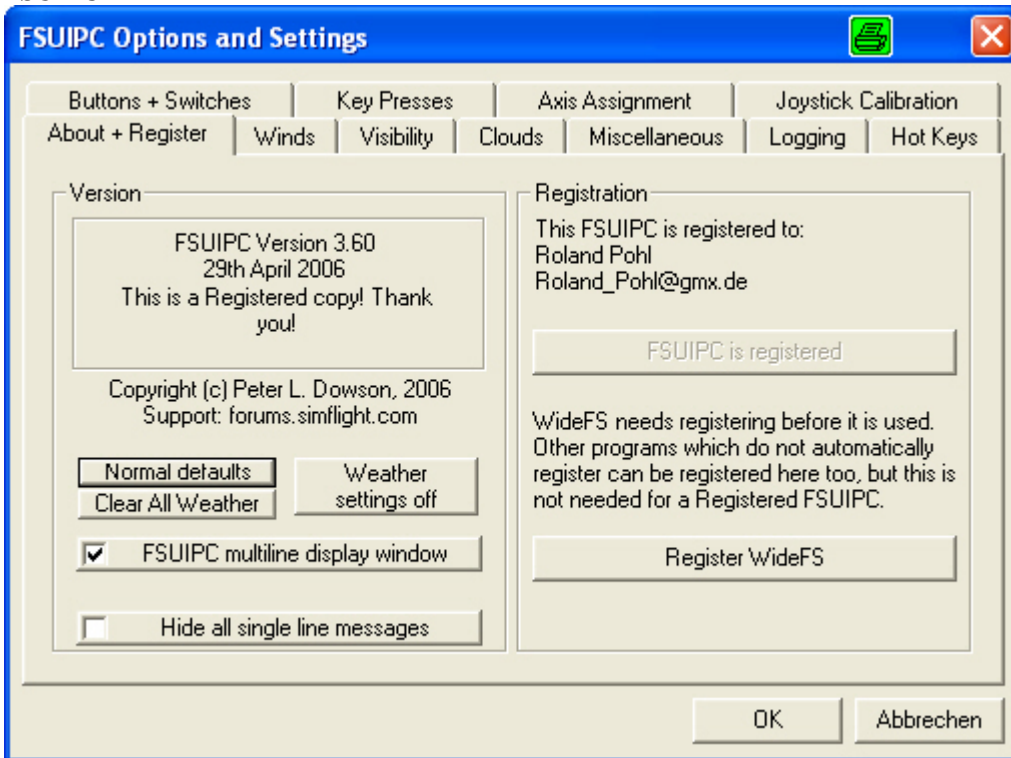 FSUIPC Options and Settings
Buttons + Switches
Key Presses
Axis Assignment
Joystick Calibration
About + Register
Winds
Visibility
Clouds
Miscellaneous
Logging
Hot Keys
Version
FSUIPC Version 3.60
29th April 2006
This is a Registered copy! Thank
you!
Copyright (c) Peter L. Dowson, 2006
Support: forums.simflight.com
Normal defaults
Clear All Weather
Weather
settings off
FSUIPC multiline display window
Hide all single line messages
Registration
This FSUIPC is registered to:
Roland Pohl
Roland_Pohl@gmx.de
FSUIPC is registered
WideFS needs registering before it is used.
Other programs which do not automatically
register can be registered here too, but this is
not needed for a Registered FSUIPC.
Register WideFS
OK
Abbrechen